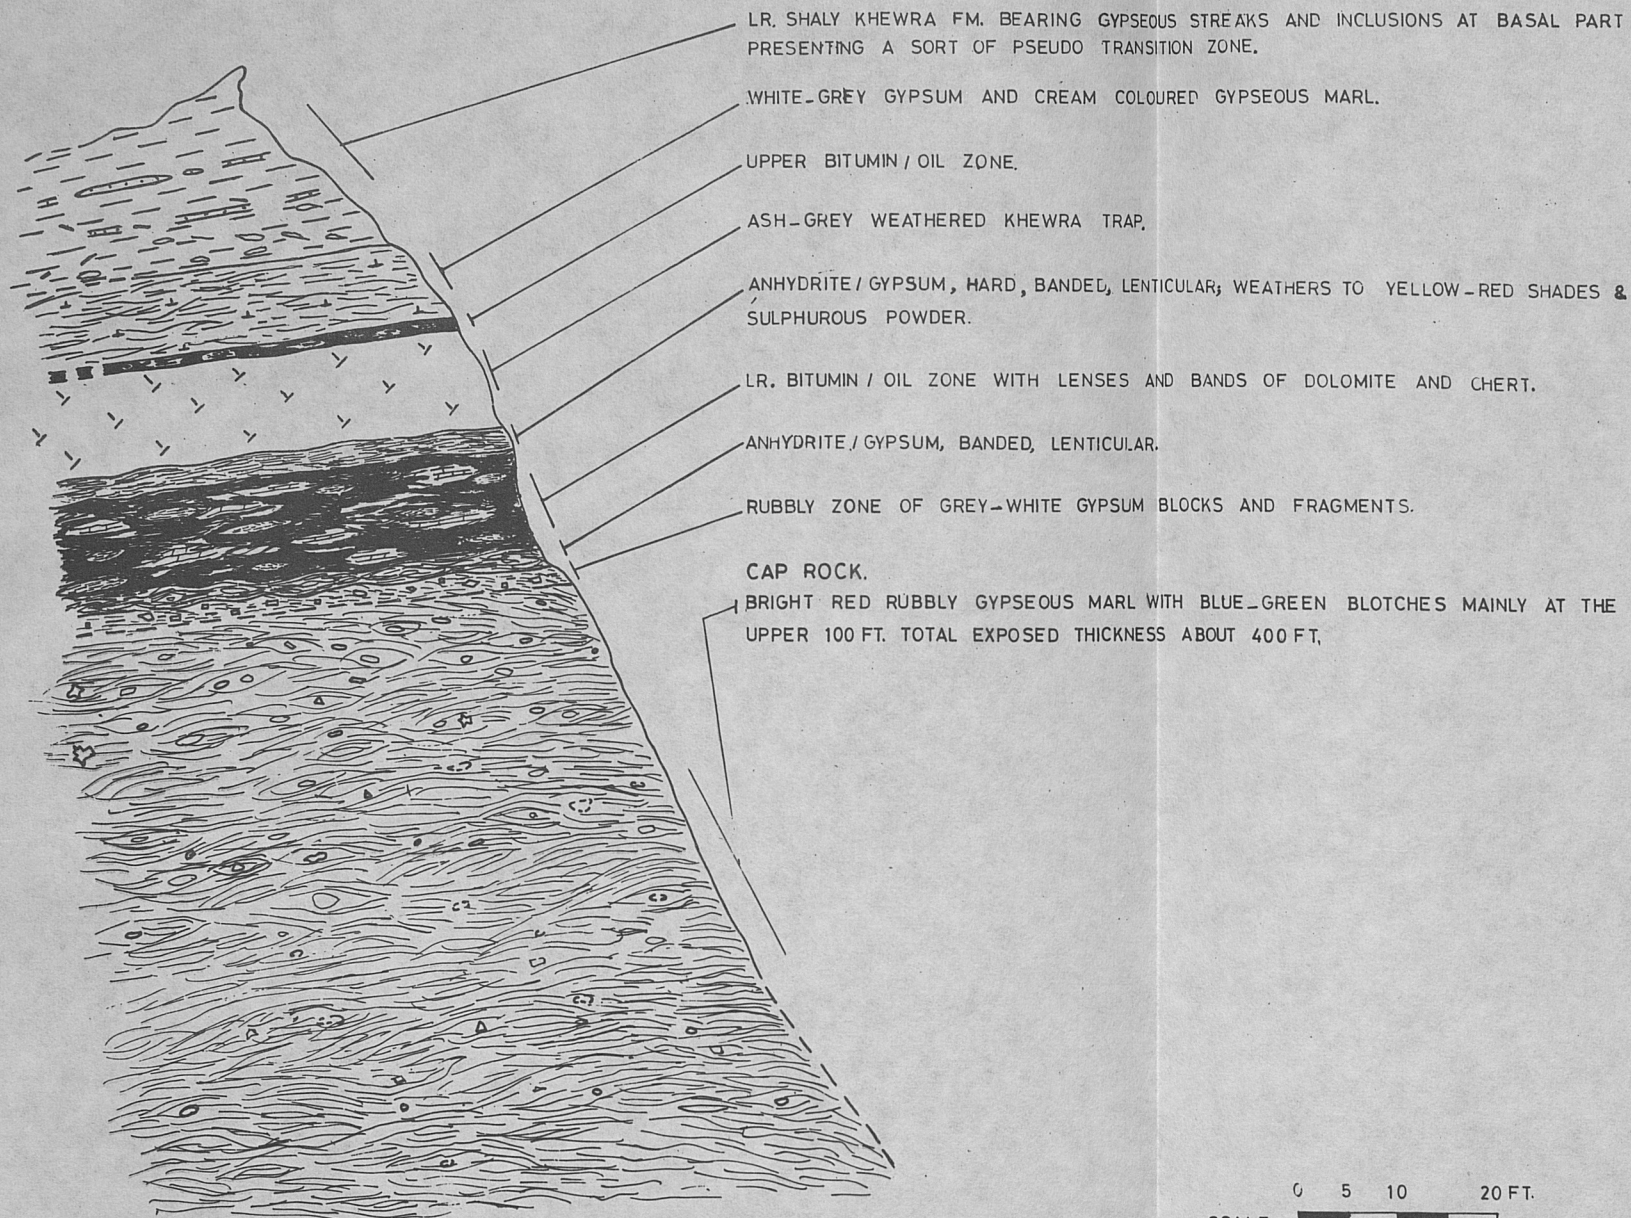 LR. SHALY KHEWRA FM. BEARING GYPSEOUS STREAKS AND INCLUSIONS AT BASAL PART
PRESENTING A SORT OF PSEUDO TRANSITION ZONE.
WHITE-GREY GYPSUM AND CREAM COLOURED GYPSEOUS MARL.
UPPER BITUMIN / OIL ZONE.
ASH-GREY WEATHERED KHEWRA TRAP.
ANHYDRITE / GYPSUM, HARD, BANDED, LENTICULAR; WEATHERS TO YELLOW-RED SHADES &
SULPHUROUS POWDER.
LR. BITUMIN / OIL ZONE WITH LENSES AND BANDS OF DOLOMITE AND CHERT.
ANHYDRITE / GYPSUM, BANDED, LENTICULAR.
RUBBLY ZONE OF GREY-WHITE GYPSUM BLOCKS AND FRAGMENTS.
CAP ROCK.
BRIGHT RED RUBBLY GYPSEOUS MARL WITH BLUE-GREEN BLOTCHES MAINLY AT THE
UPPER 100 FT. TOTAL EXPOSED THICKNESS ABOUT 400 FT.
0 5 10 20 FT.